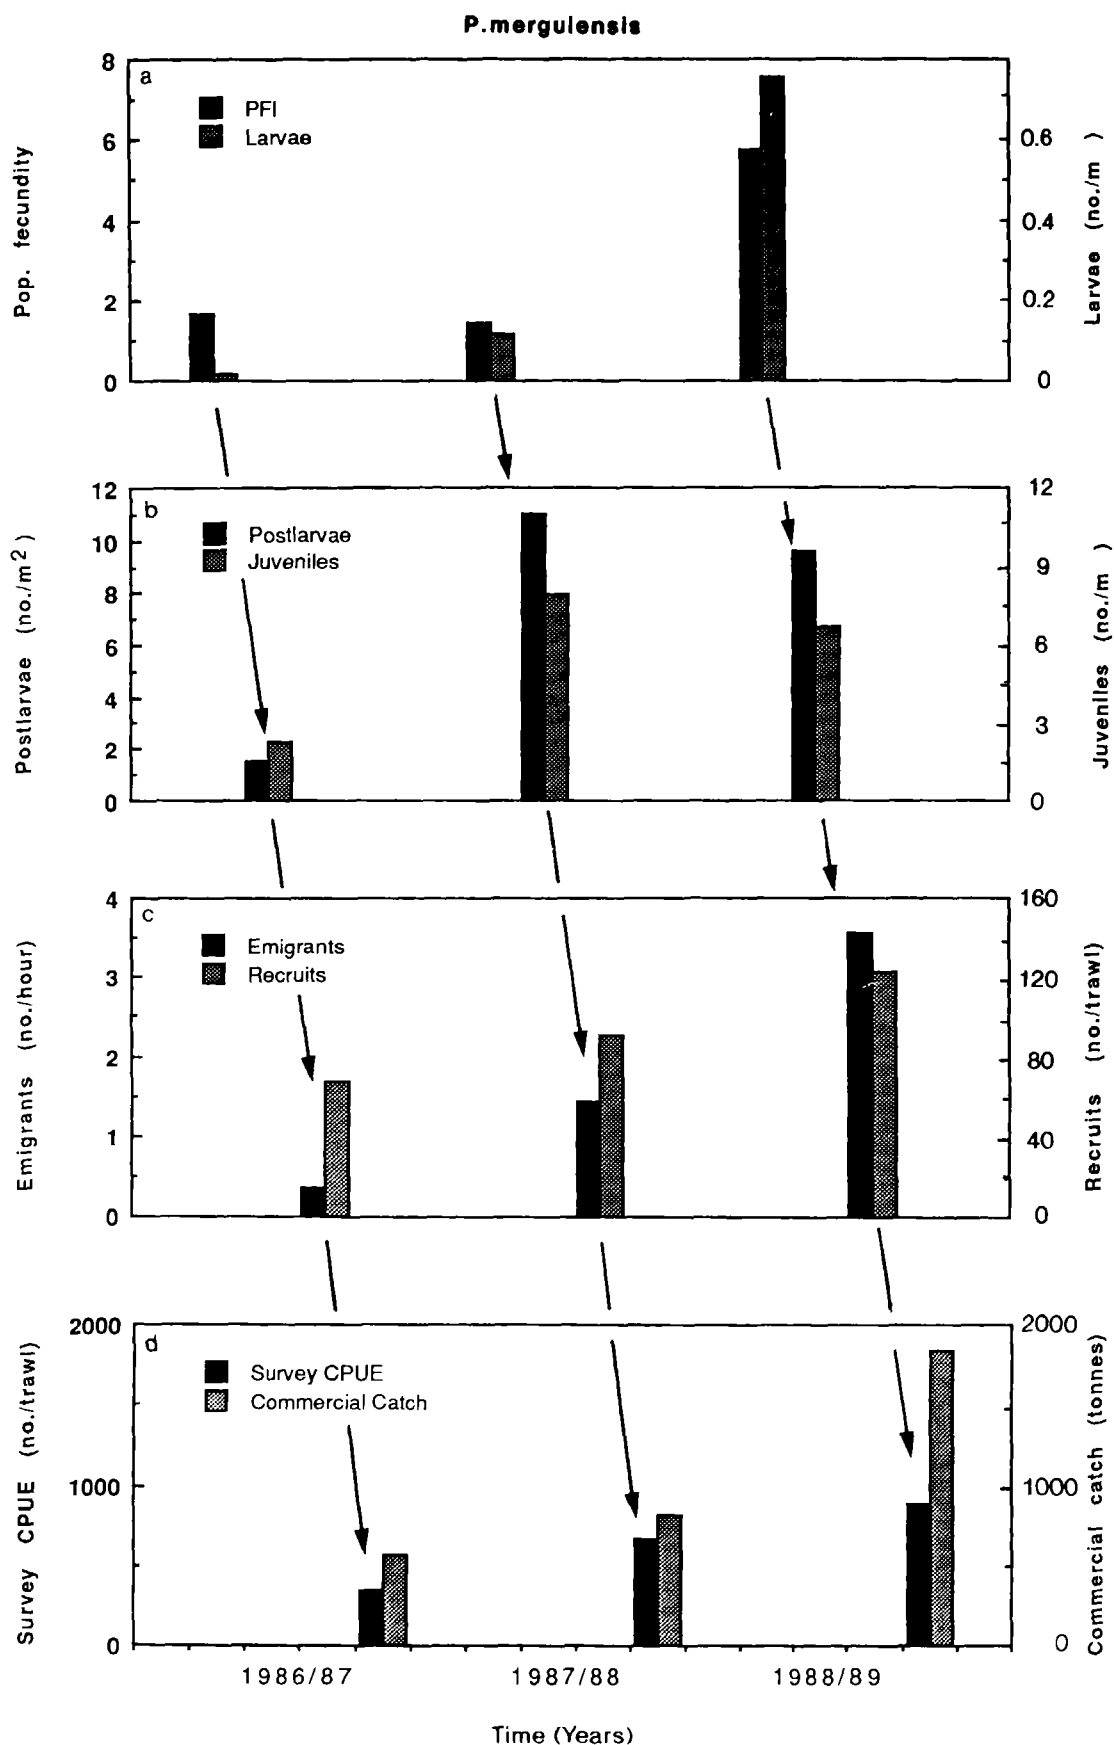 P.merguiensis
a
PFI
Larvae
8
6
4
2
0
Pop. fecundity
0.6
0.4
0.2
0
Larvae (no./m )
b
Postlarvae
Juveniles
12
10
8
6
4
2
0
Postlarvae (no./m2)
12
9
6
3
0
Juveniles (no./m )
c
Emigrants
Recruits
4
3
2
1
0
Emigrants (no./hour)
160
120
80
40
0
Recruits (no./trawl)
d
Survey CPUE
Commercial Catch
2000
1000
0
Survey CPUE (no./trawl)
2000
1000
0
Commercial catch (tonnes)
1986/87 1987/88 1988/89
Time (Years)